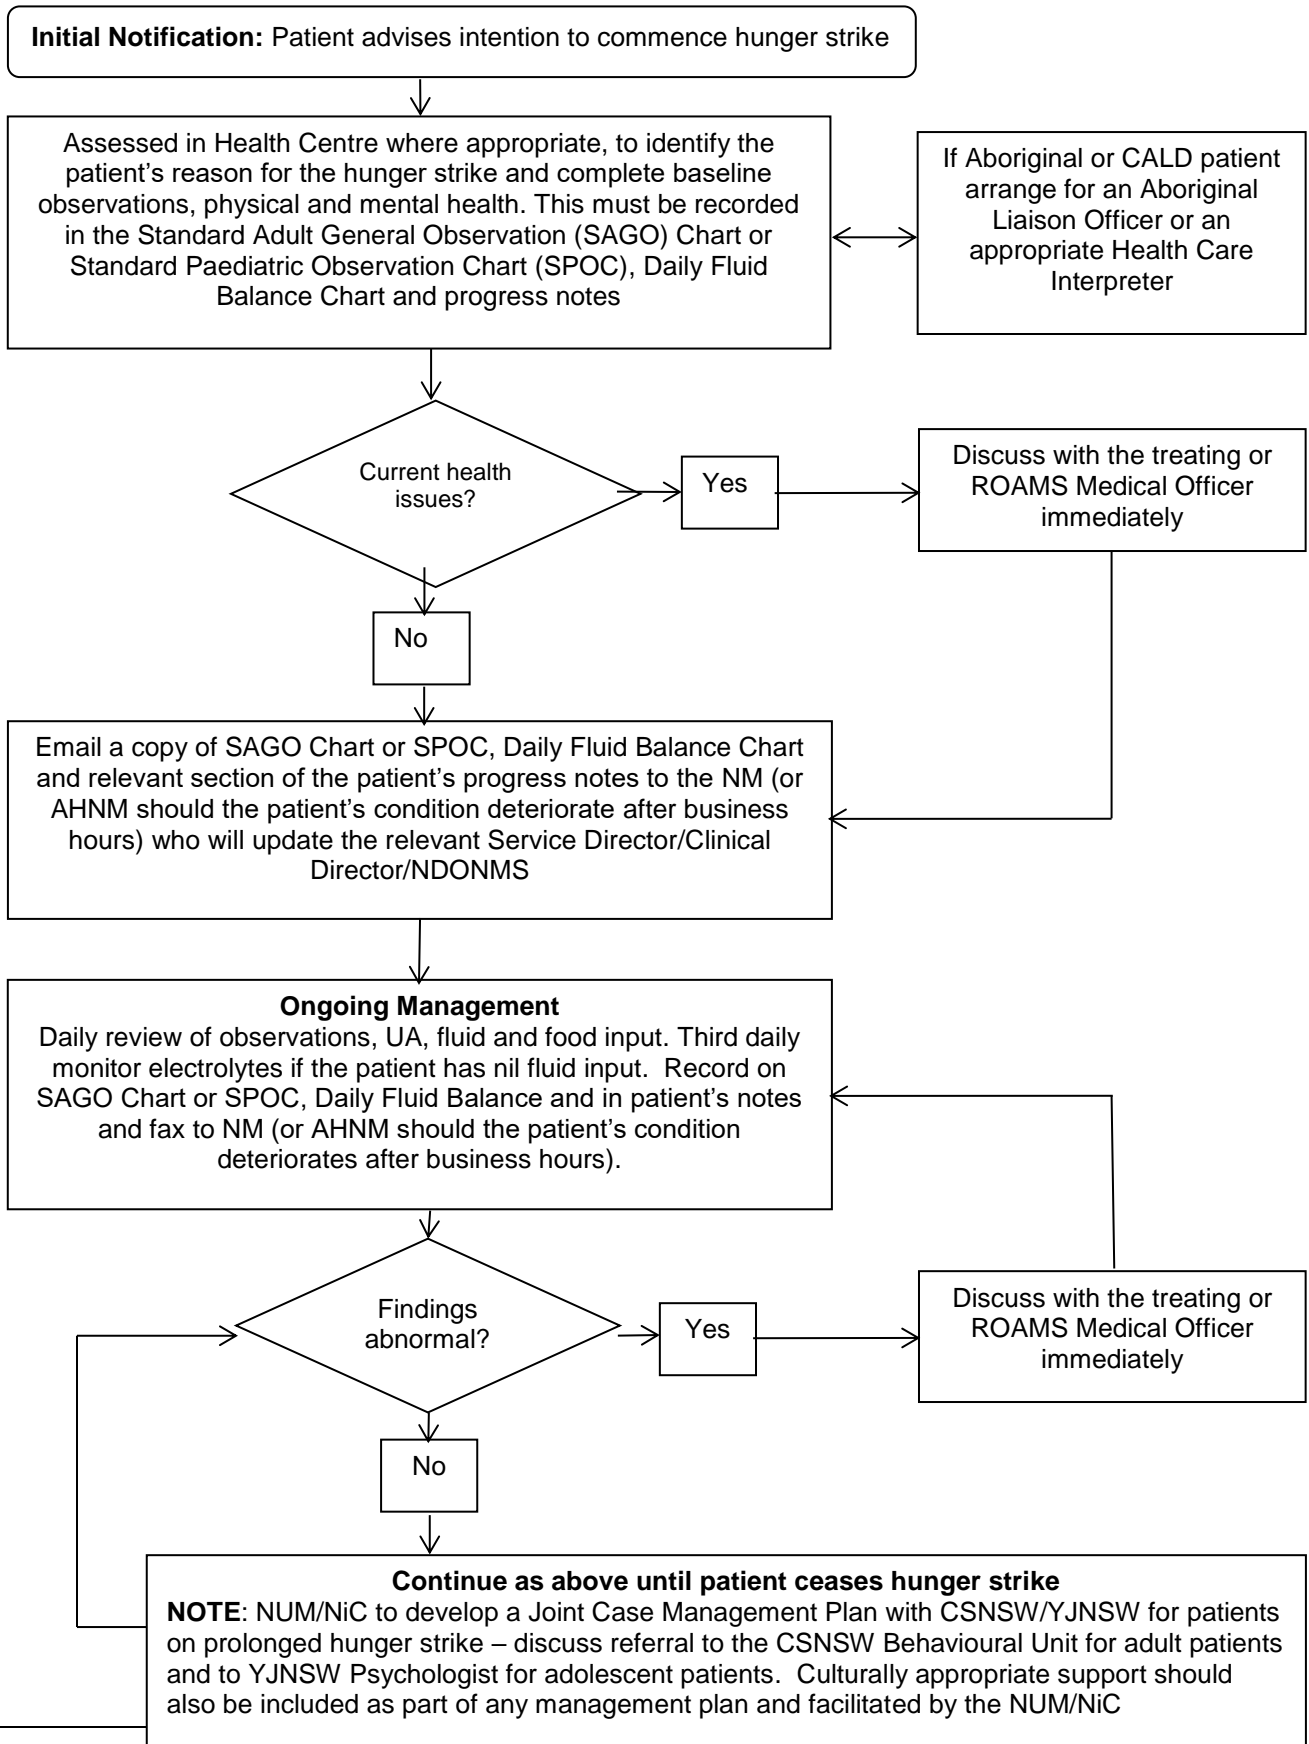 Initial Notification: Patient advises intention to commence hunger strike
Assessed in Health Centre where appropriate, to identify the
patient's reason for the hunger strike and complete baseline
observations, physical and mental health. This must be recorded
in the Standard Adult General Observation (SAGO) Chart or
Standard Paediatric Observation Chart (SPOC), Daily Fluid
Balance Chart and progress notes
If Aboriginal or CALD patient
arrange for an Aboriginal
Liaison Officer or an
appropriate Health Care
Interpreter
Current health
issues?
Yes
Discuss with the treating or
ROAMS Medical Officer
immediately
No
Email a copy of SAGO Chart or SPOC, Daily Fluid Balance Chart
and relevant section of the patient's progress notes to the NM (or
AHNM should the patient's condition deteriorate after business
hours) who will update the relevant Service Director/Clinical
Director/NDONMS
Ongoing Management
Daily review of observations, UA, fluid and food input. Third daily
monitor electrolytes if the patient has nil fluid input.  Record on
SAGO Chart or SPOC, Daily Fluid Balance and in patient's notes
and fax to NM (or AHNM should the patient's condition
deteriorates after business hours).
Findings
abnormal?
Yes
Discuss with the treating or
ROAMS Medical Officer
immediately
No
Continue as above until patient ceases hunger strike
NOTE: NUM/NiC to develop a Joint Case Management Plan with CSNSW/YJNSW for patients
on prolonged hunger strike – discuss referral to the CSNSW Behavioural Unit for adult patients
and to YJNSW Psychologist for adolescent patients.  Culturally appropriate support should
also be included as part of any management plan and facilitated by the NUM/NiC